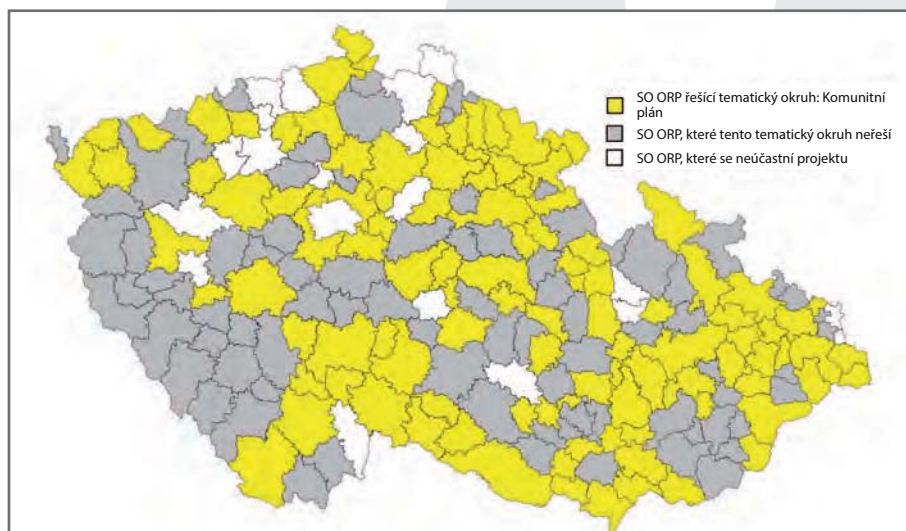 SO ORP řešící tematický okruh: Komunitní
plán
SO ORP, které tento tematický okruh neřeší
SO ORP, které se neúčastní projektu